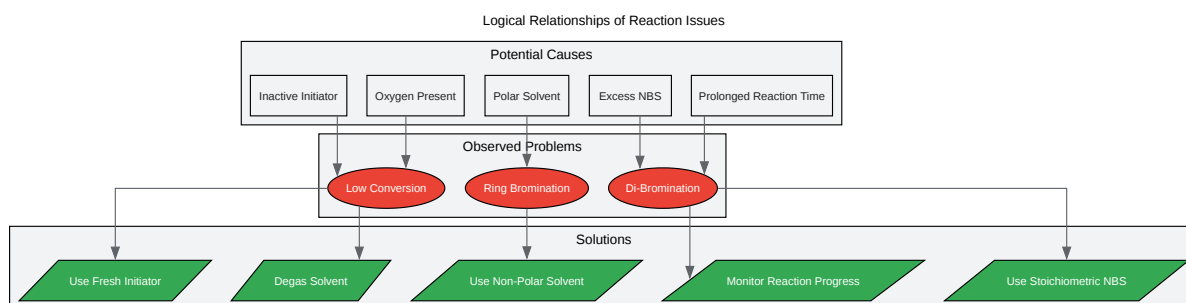 Logical Relationships of Reaction Issues
Potential Causes
Inactive Initiator
Oxygen Present
Polar Solvent
Excess NBS
Prolonged Reaction Time
Observed Problems
Low Conversion
Ring Bromination
Di-Bromination
Solutions
Use Fresh Initiator
Degas Solvent
Use Non-Polar Solvent
Monitor Reaction Progress
Use Stoichiometric NBS